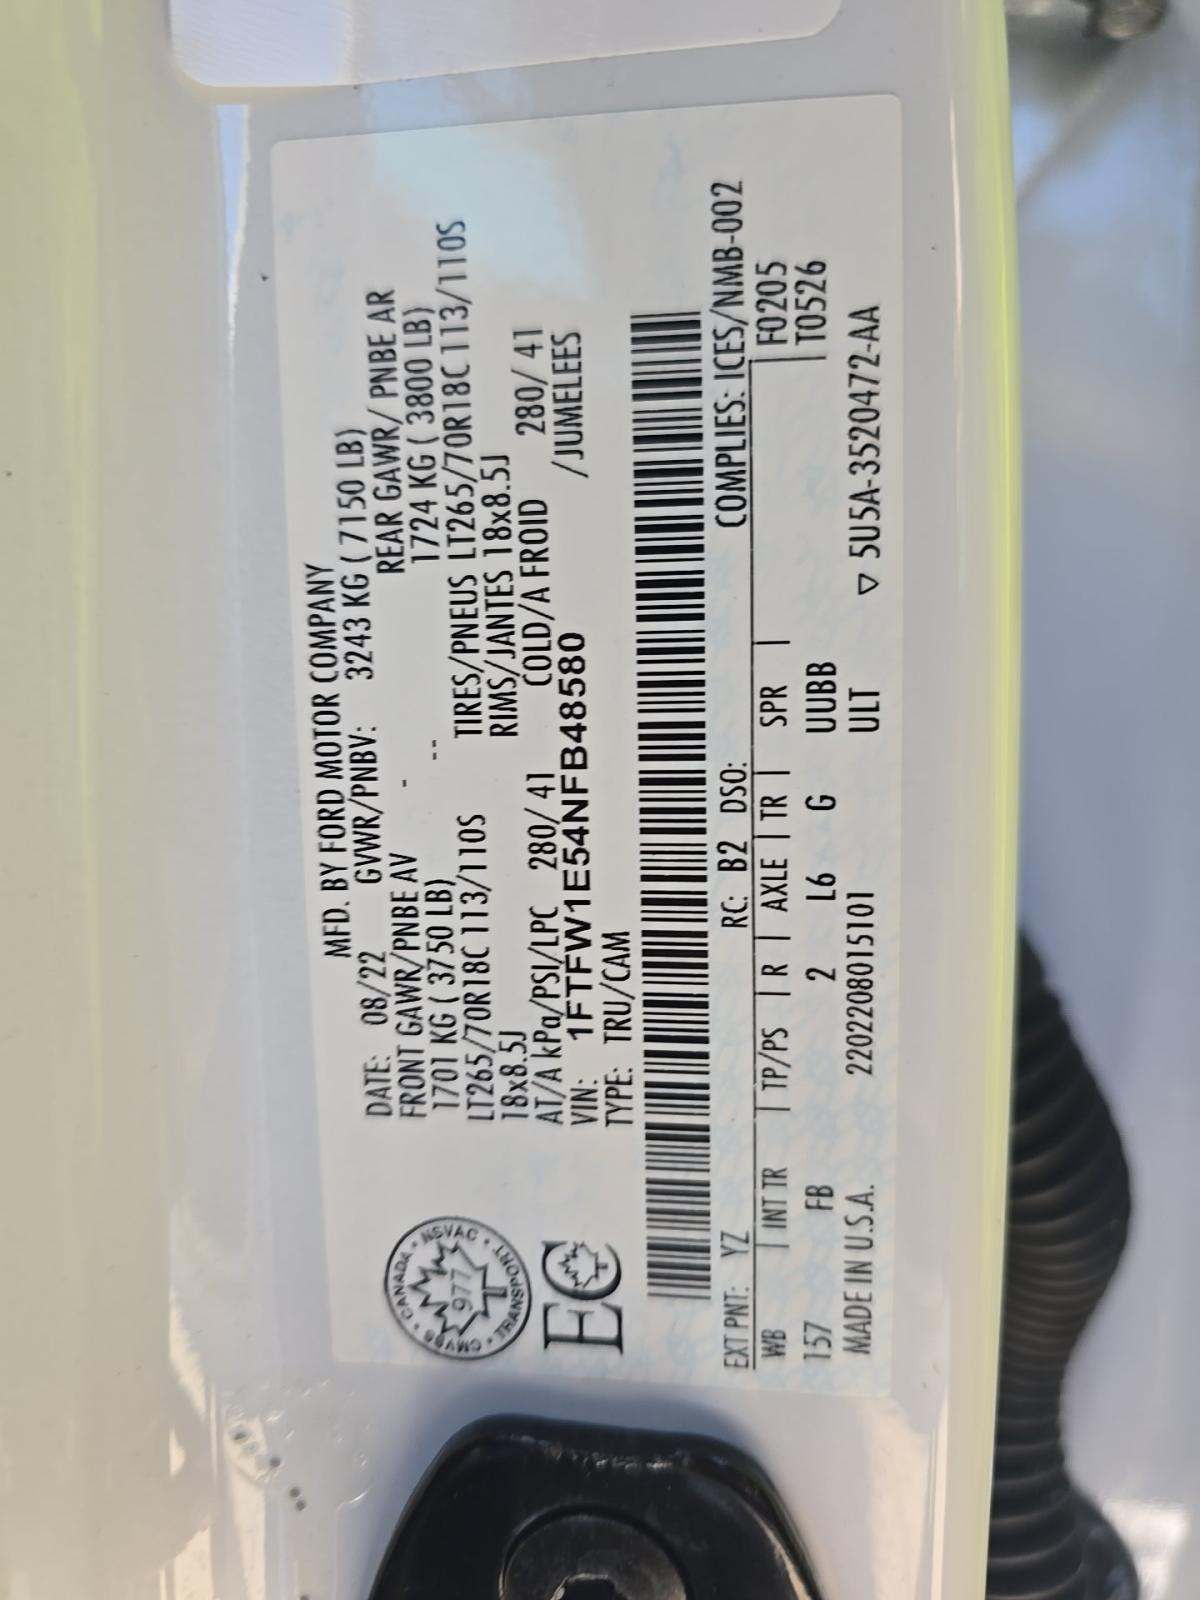 MFD. BY FORD MOTOR COMPANY
DATE: 08/22 GVWR/PNBV: 3243 KG ( 7150 LB)
FRONT GAWR/PNBE AV - REAR GAWR/ PNBE AR
1701 KG ( 3750 LB) -- 1724 KG ( 3800 LB)
LT265/70R18C 113/110S TIRES/PNEUS LT265/70R18C 113/110S
18x8.5J RIMS/JANTES 18x8.5J
AT/A kPa/PSI/LPC 280/ 41 COLD/A FROID 280/ 41
VIN: 1FTFW1E54NFB48580 /JUMELEES
TYPE: TRU/CAM
CANADA • NSVAC • TRANSPORT • CMVSS
977
EC
EXT PNT: YZ RC: B2 DSO: COMPLIES: ICES/NMB-002
WB | INT TR | TP/PS | R | AXLE | TR | SPR | F0205
157 FB 2 L6 G UUBB T0526
MADE IN U.S.A. 2202208015101 ULT ▽ 5U5A-3520472-AA